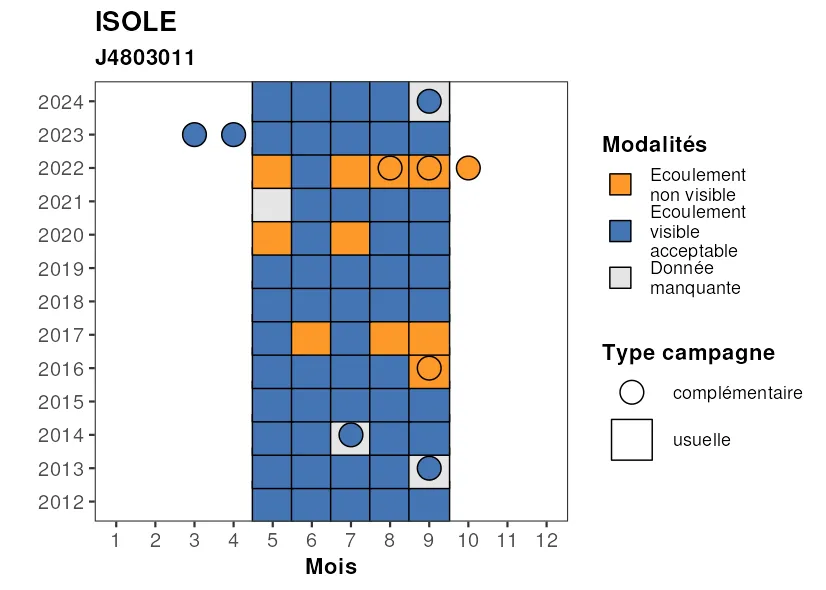 ISOLE
J4803011
2024
2023
2022
2021
2020
2019
2018
2017
2016
2015
2014
2013
2012
1 2 3 4 5 6 7 8 9 10 11 12
Mois
Modalités
Ecoulement
non visible
Ecoulement
visible
acceptable
Donnée
manquante
Type campagne
complémentaire
usuelle